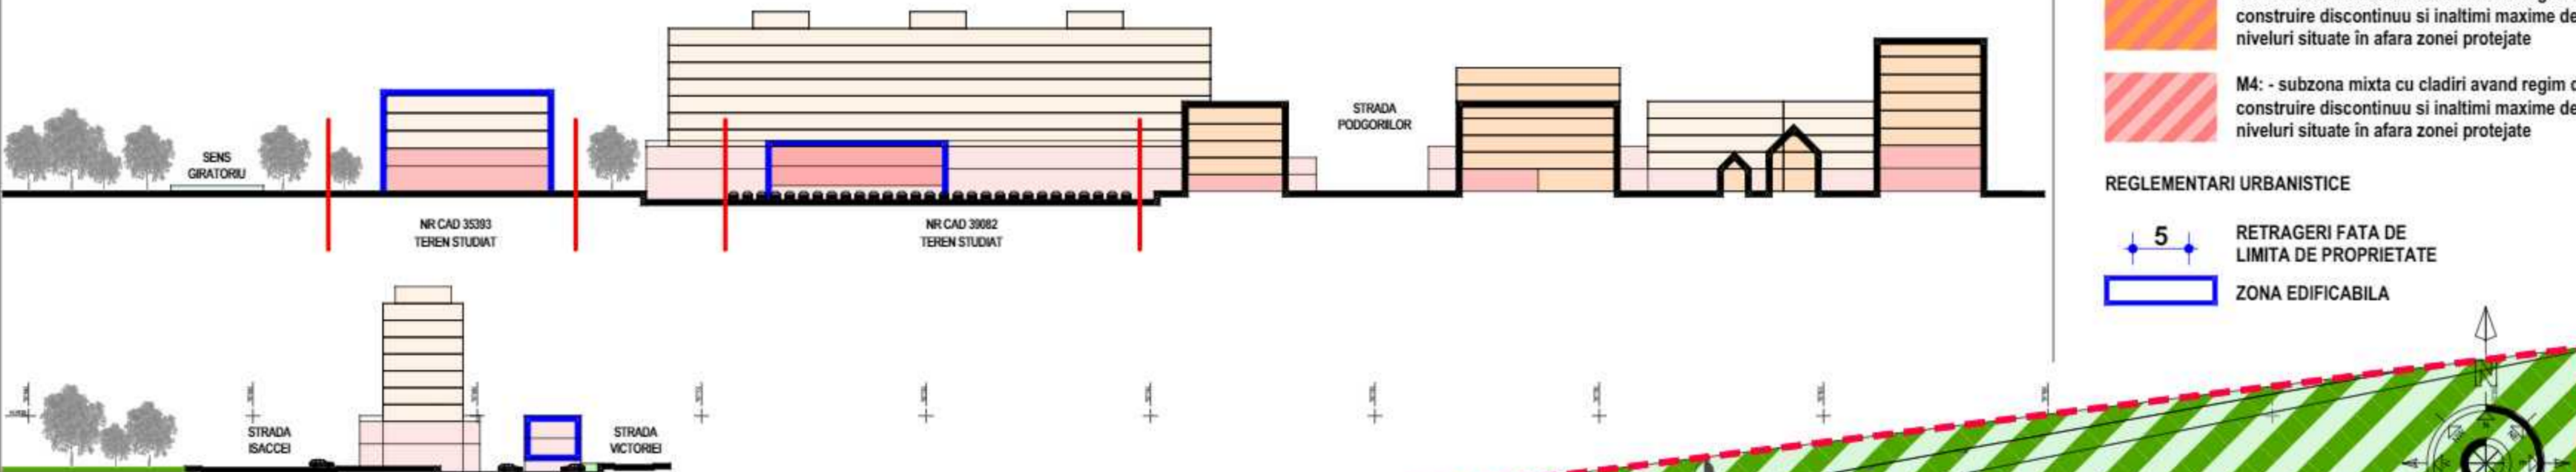 SENS
GIRATORIU
STRADA
PODGORIILOR
NR CAD 35393
TEREN STUDIAT
NR CAD 39082
TEREN STUDIAT
STRADA
ISACCEI
STRADA
VICTORIEI
construire discontinuu si inaltimi maxime de
niveluri situate în afara zonei protejate
M4: - subzona mixta cu cladiri avand regim
construire discontinuu si inaltimi maxime de
niveluri situate în afara zonei protejate
REGLEMENTARI URBANISTICE
5
RETRAGERI FATA DE
LIMITA DE PROPRIETATE
ZONA EDIFICABILA
N